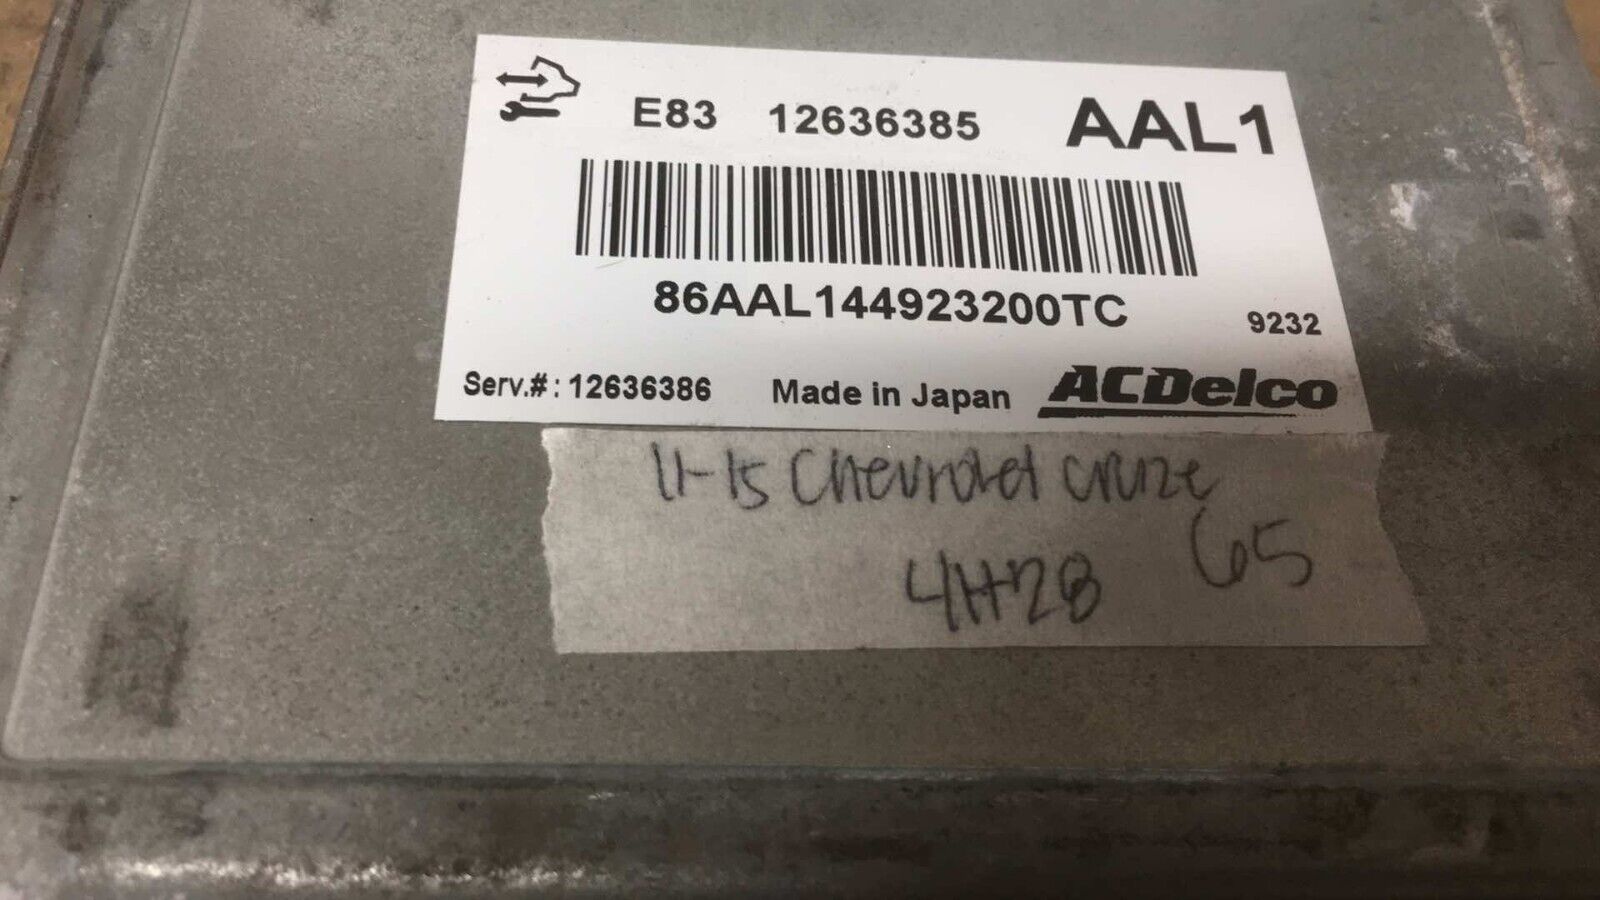 E83 12636385 AAL1
86AAL144923200TC
9232
Serv.#: 12636386 Made in Japan ACDelco
11-15 Chevrolet cruze
65
4H28